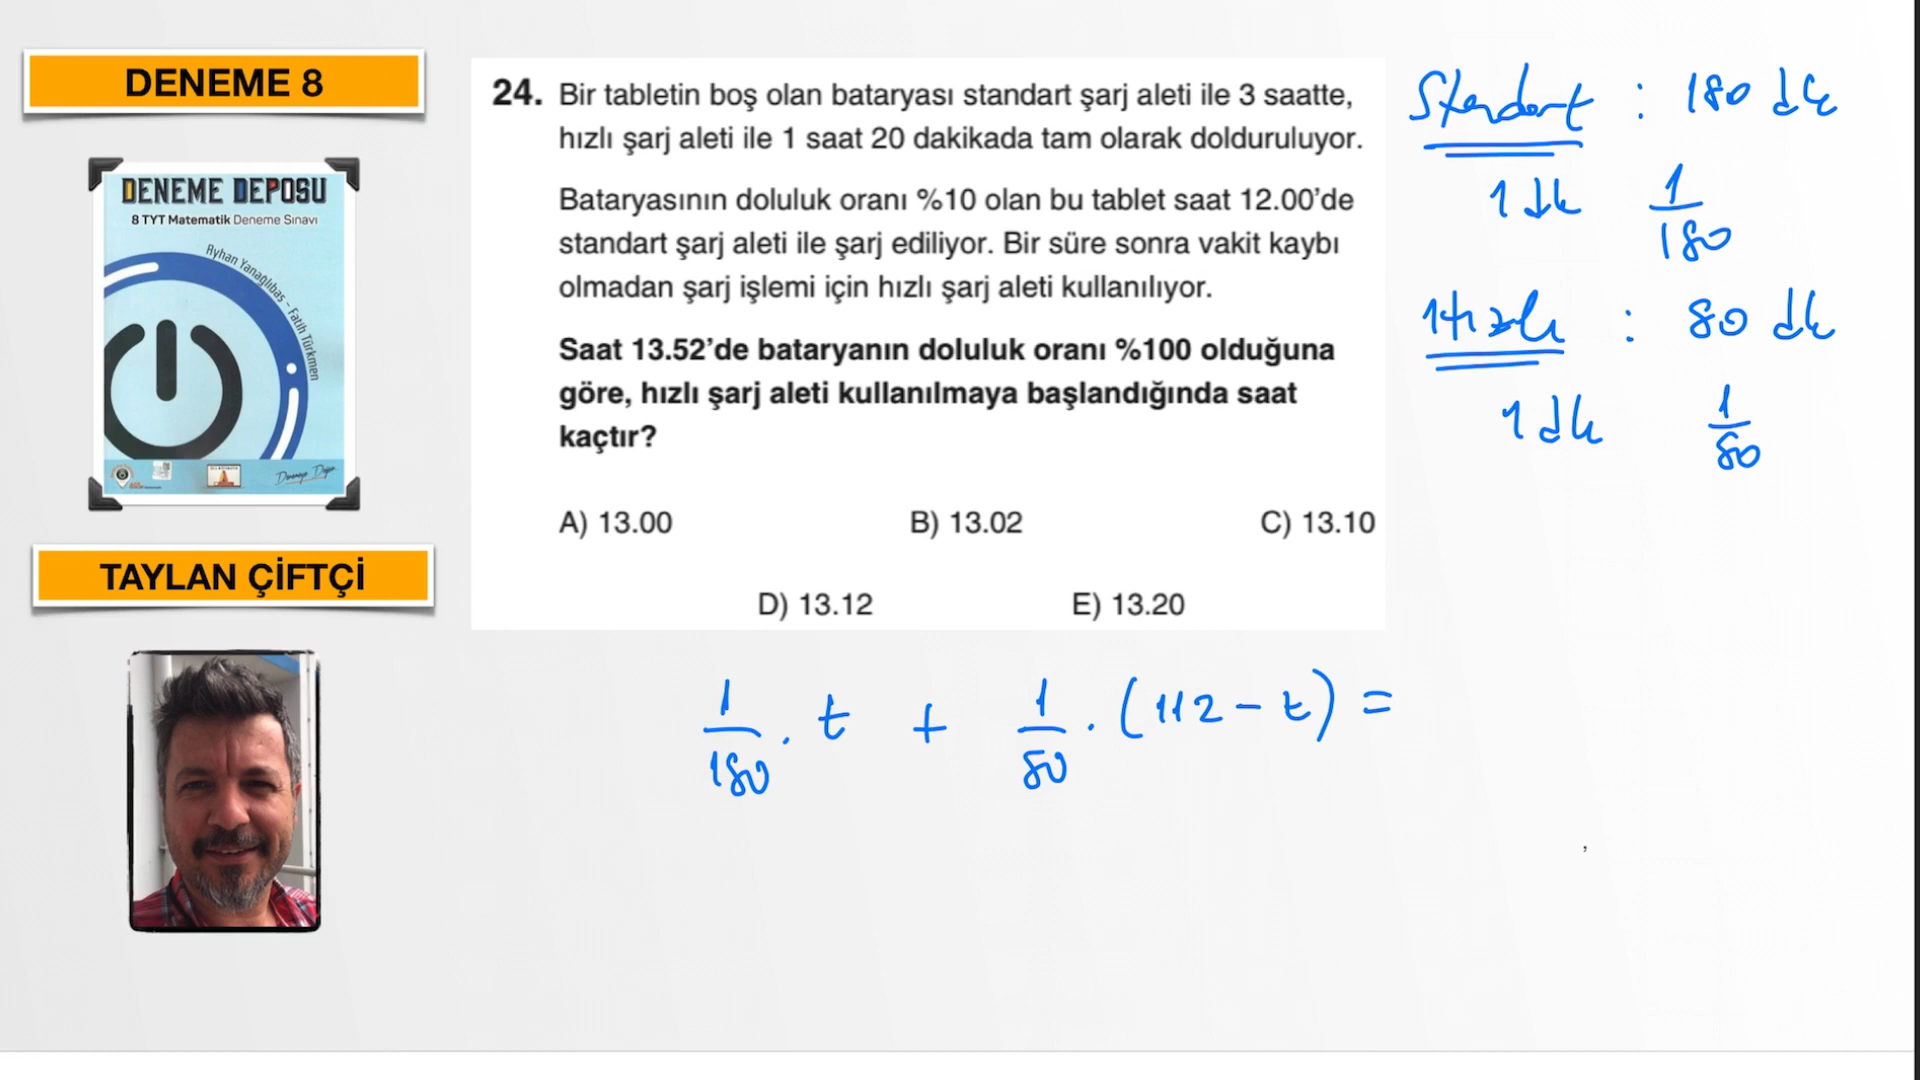 DENEME 8
DENEME DEPOSU
8 TYT Matematik Deneme Sınavı
Ayhan Yanağlıbaş - Fatih Türkmen
TAYLAN ÇİFTÇİ
24. Bir tabletin boş olan bataryası standart şarj aleti ile 3 saatte,
hızlı şarj aleti ile 1 saat 20 dakikada tam olarak dolduruluyor.
Bataryasının doluluk oranı %10 olan bu tablet saat 12.00’de
standart şarj aleti ile şarj ediliyor. Bir süre sonra vakit kaybı
olmadan şarj işlemi için hızlı şarj aleti kullanılıyor.
Saat 13.52’de bataryanın doluluk oranı %100 olduğuna
göre, hızlı şarj aleti kullanılmaya başlandığında saat
kaçtır?
A) 13.00 B) 13.02 C) 13.10
D) 13.12 E) 13.20
Standart : 180 dk
1 dk 1/180
Hızlı : 80 dk
1 dk 1/80
1/180 . t + 1/80 . (112 - t) =